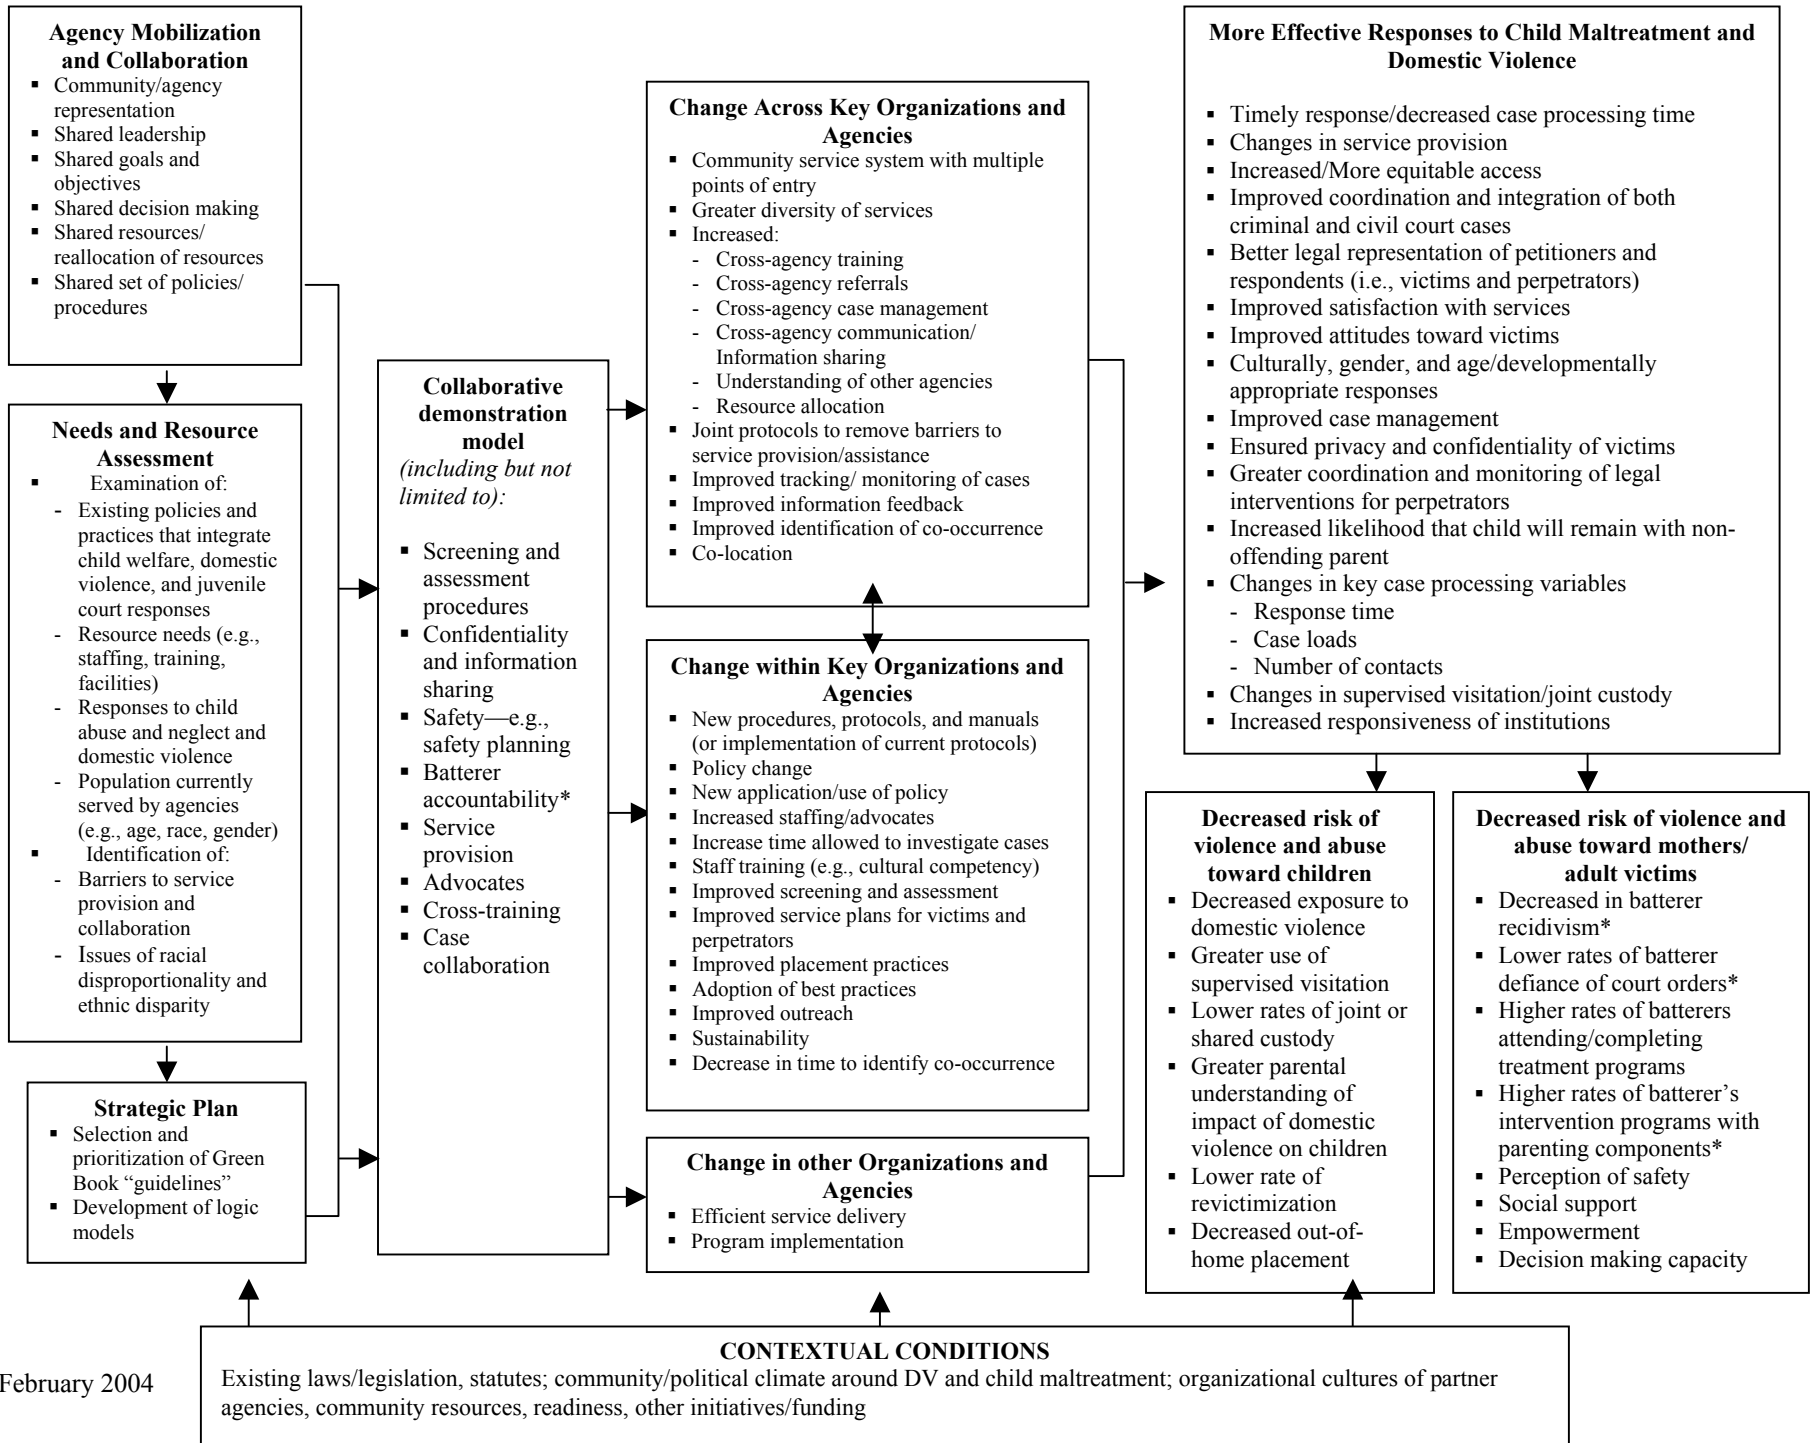 Agency Mobilization
and Collaboration
▪ Community/agency
representation
▪ Shared leadership
▪ Shared goals and
objectives
▪ Shared decision making
▪ Shared resources/
reallocation of resources
▪ Shared set of policies/
procedures
Needs and Resource
Assessment
▪ Examination of:
- Existing policies and
practices that integrate
child welfare, domestic
violence, and juvenile
court responses
- Resource needs (e.g.,
staffing, training,
facilities)
- Responses to child
abuse and neglect and
domestic violence
- Population currently
served by agencies
(e.g., age, race, gender)
▪ Identification of:
- Barriers to service
provision and
collaboration
- Issues of racial
disproportionality and
ethnic disparity
Strategic Plan
▪ Selection and
prioritization of Green
Book “guidelines”
▪ Development of logic
models
Collaborative
demonstration
model
(including but not
limited to):
▪ Screening and
assessment
procedures
▪ Confidentiality
and information
sharing
▪ Safety—e.g.,
safety planning
▪ Batterer
accountability*
▪ Service
provision
▪ Advocates
▪ Cross-training
▪ Case
collaboration
Change Across Key Organizations and
Agencies
▪ Community service system with multiple
points of entry
▪ Greater diversity of services
▪ Increased:
- Cross-agency training
- Cross-agency referrals
- Cross-agency case management
- Cross-agency communication/
Information sharing
- Understanding of other agencies
- Resource allocation
▪ Joint protocols to remove barriers to
service provision/assistance
▪ Improved tracking/ monitoring of cases
▪ Improved information feedback
▪ Improved identification of co-occurrence
▪ Co-location
Change within Key Organizations and
Agencies
▪ New procedures, protocols, and manuals
(or implementation of current protocols)
▪ Policy change
▪ New application/use of policy
▪ Increased staffing/advocates
▪ Increase time allowed to investigate cases
▪ Staff training (e.g., cultural competency)
▪ Improved screening and assessment
▪ Improved service plans for victims and
perpetrators
▪ Improved placement practices
▪ Adoption of best practices
▪ Improved outreach
▪ Sustainability
▪ Decrease in time to identify co-occurrence
Change in other Organizations and
Agencies
▪ Efficient service delivery
▪ Program implementation
More Effective Responses to Child Maltreatment and
Domestic Violence
▪ Timely response/decreased case processing time
▪ Changes in service provision
▪ Increased/More equitable access
▪ Improved coordination and integration of both
criminal and civil court cases
▪ Better legal representation of petitioners and
respondents (i.e., victims and perpetrators)
▪ Improved satisfaction with services
▪ Improved attitudes toward victims
▪ Culturally, gender, and age/developmentally
appropriate responses
▪ Improved case management
▪ Ensured privacy and confidentiality of victims
▪ Greater coordination and monitoring of legal
interventions for perpetrators
▪ Increased likelihood that child will remain with non-
offending parent
▪ Changes in key case processing variables
- Response time
- Case loads
- Number of contacts
▪ Changes in supervised visitation/joint custody
▪ Increased responsiveness of institutions
Decreased risk of
violence and abuse
toward children
▪ Decreased exposure to
domestic violence
▪ Greater use of
supervised visitation
▪ Lower rates of joint or
shared custody
▪ Greater parental
understanding of
impact of domestic
violence on children
▪ Lower rate of
revictimization
▪ Decreased out-of-
home placement
Decreased risk of violence and
abuse toward mothers/
adult victims
▪ Decreased in batterer
recidivism*
▪ Lower rates of batterer
defiance of court orders*
▪ Higher rates of batterers
attending/completing
treatment programs
▪ Higher rates of batterer’s
intervention programs with
parenting components*
▪ Perception of safety
▪ Social support
▪ Empowerment
▪ Decision making capacity
CONTEXTUAL CONDITIONS
Existing laws/legislation, statutes; community/political climate around DV and child maltreatment; organizational cultures of partner
agencies, community resources, readiness, other initiatives/funding
February 2004